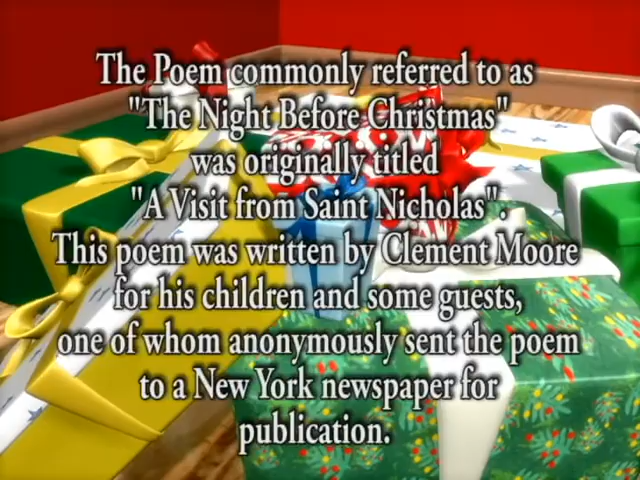 The Poem commonly referred to as
"The Night Before Christmas"
was originally titled
"A Visit from Saint Nicholas".
This poem was written by Clement Moore
for his children and some guests,
one of whom anonymously sent the poem
to a New York newspaper for
publication.